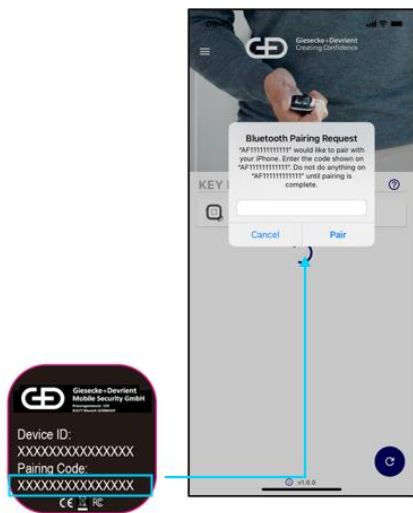 Giesecke+Devrient
Creating Confidence
Bluetooth Pairing Request
"AF111111111111" would like to pair with
your iPhone. Enter the code shown on
"AF111111111111". Do not do anything on
"AF111111111111" until pairing is
complete.
KEY
Cancel
Pair
v1.0.0
Giesecke+Devrient
Mobile Security GmbH
Device ID:
XXXXXXXXXXXXXXX
Pairing Code:
XXXXXXXXXXXXXXX
CE